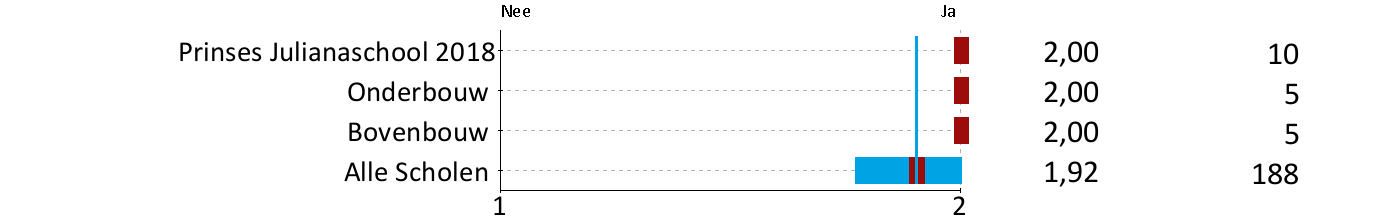 Nee Ja
Prinses Julianaschool 2018 2,00 10
Onderbouw 2,00 5
Bovenbouw 2,00 5
Alle Scholen 1,92 188
1 2